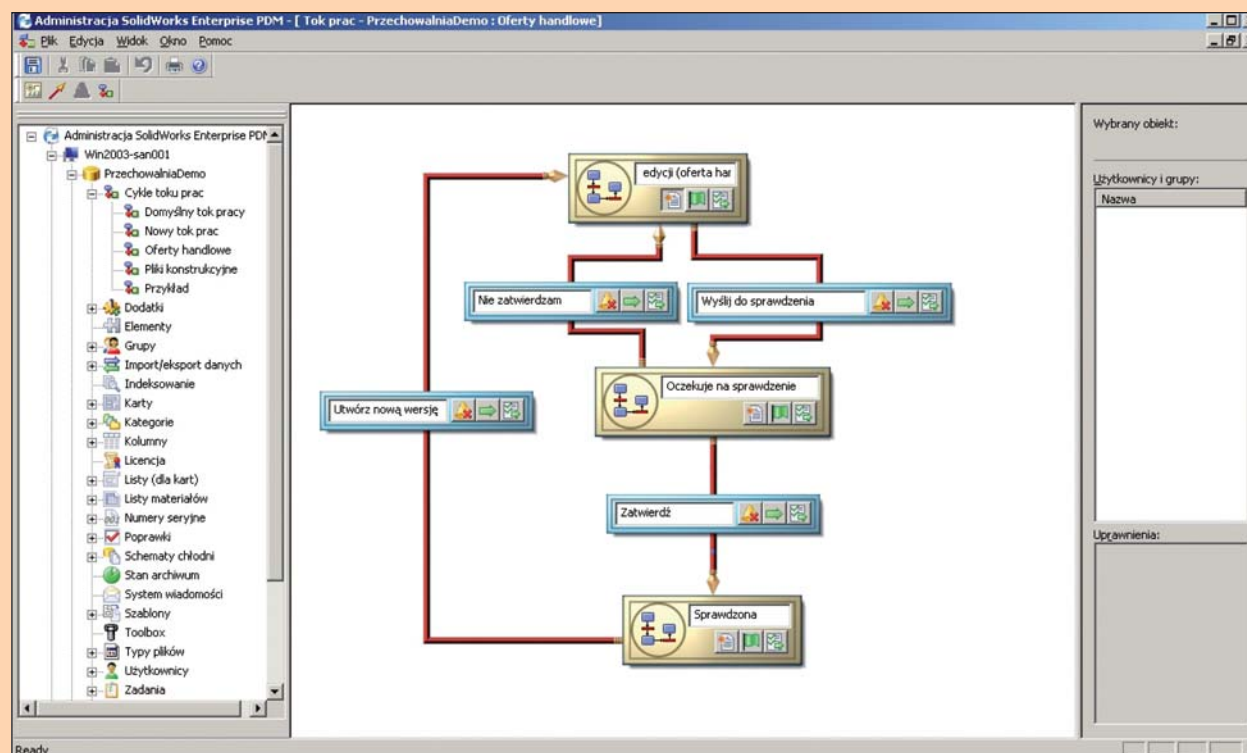 Administracja SolidWorks Enterprise PDM - [ Tok prac - PrzechowalniaDemo : Oferty handlowe]
Plik Edycja Widok Okno Pomoc
Administracja SolidWorks Enterprise PDM
Win2003-san001
PrzechowalniaDemo
Cykle toku prac
Domyślny tok pracy
Nowy tok prac
Oferty handlowe
Pliki konstrukcyjne
Przykład
Dodatki
Elementy
Grupy
Import/eksport danych
Indeksowanie
Karty
Kategorie
Kolumny
Licencja
Listy (dla kart)
Listy materiałów
Numery seryjne
Poprawki
Schematy chłodni
Stan archiwum
System wiadomości
Szablony
Toolbox
Typy plików
Użytkownicy
Zadania
edycji (oferta har
Nie zatwierdzam
Wyślij do sprawdzenia
Oczekuje na sprawdzenie
Utwórz nową wersję
Zatwierdź
Sprawdzona
Wybrany obiekt:
Użytkownicy i grupy:
Nazwa
Uprawnienia:
Ready